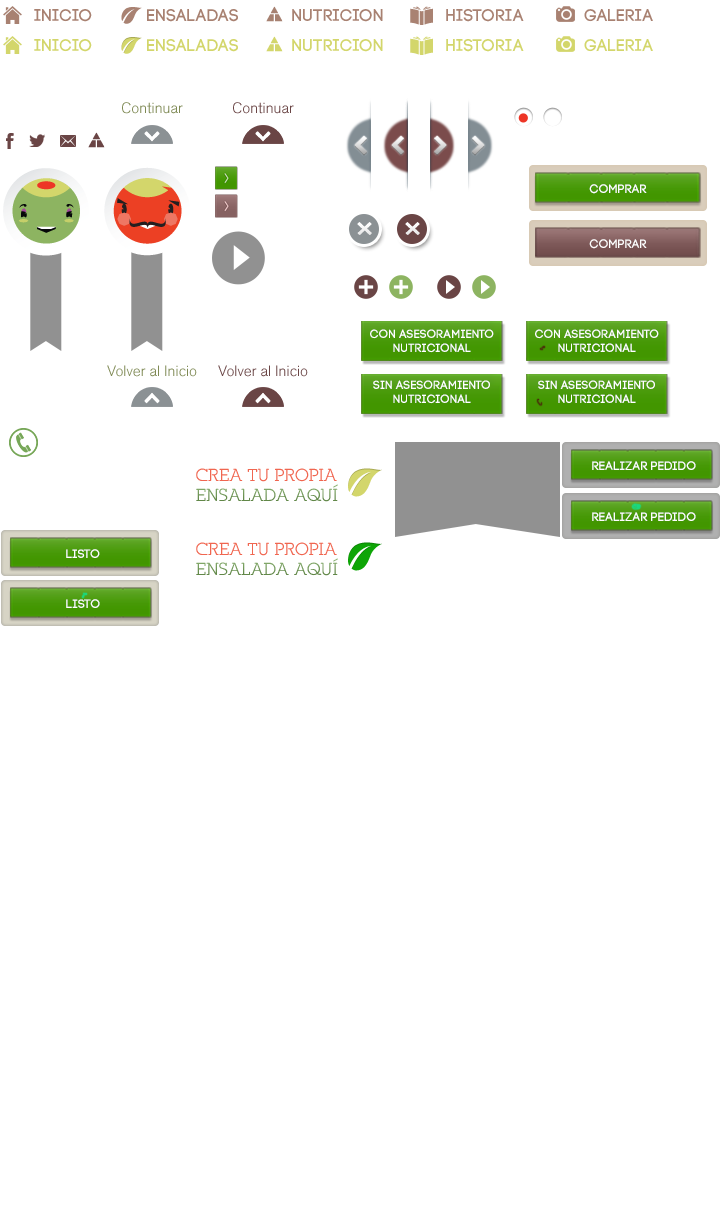 INICIO ENSALADAS NUTRICION HISTORIA GALERIA
INICIO ENSALADAS NUTRICION HISTORIA GALERIA
Continuar Continuar
COMPRAR
COMPRAR
CON ASESORAMIENTO
NUTRICIONAL
CON ASESORAMIENTO
NUTRICIONAL
Volver al Inicio Volver al Inicio
SIN ASESORAMIENTO
NUTRICIONAL
SIN ASESORAMIENTO
NUTRICIONAL
CREA TU PROPIA
ENSALADA AQUÍ
REALIZAR PEDIDO
REALIZAR PEDIDO
CREA TU PROPIA
ENSALADA AQUÍ
LISTO
LISTO